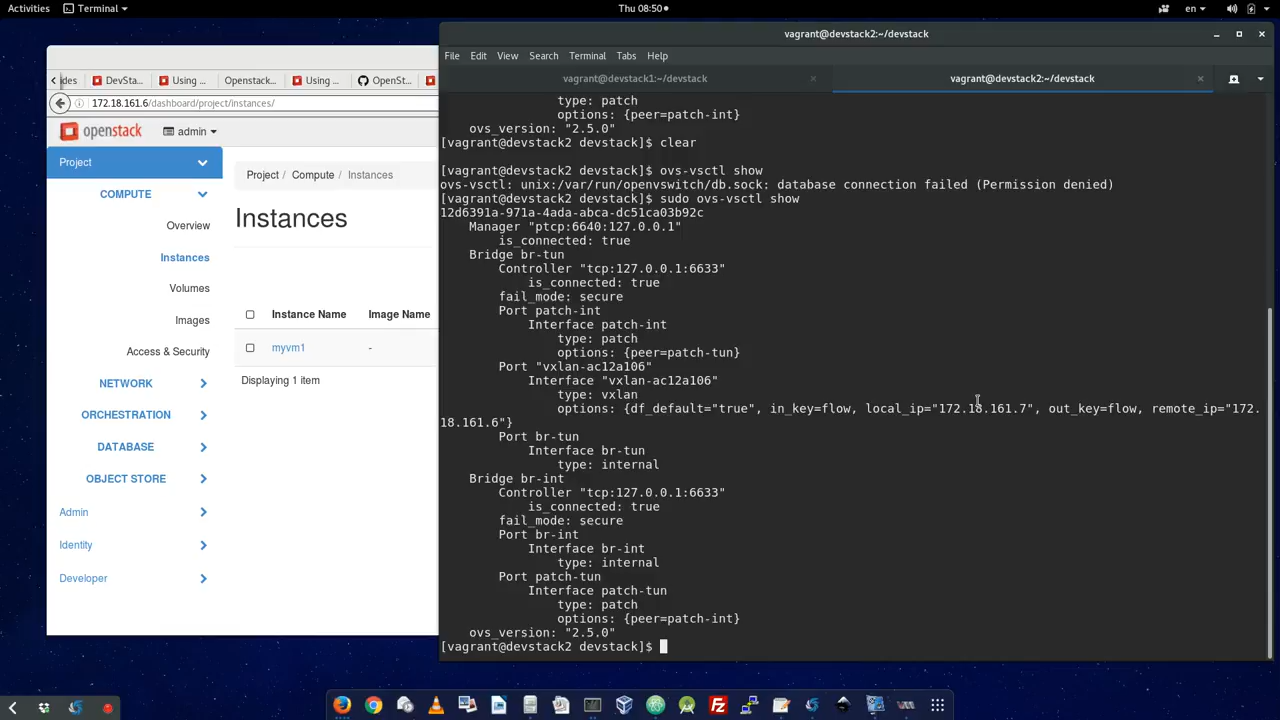 Activities
Terminal
Thu 08:50
en
vagrant@devstack2:~/devstack
File Edit View Search Terminal Tabs Help
vagrant@devstack1:~/devstack
vagrant@devstack2:~/devstack
des
DevSta...
Using ...
Openstack...
Using ...
OpenSt...
172.18.161.6/dashboard/project/instances/
openstack
admin
Project
COMPUTE
Overview
Instances
Volumes
Images
Access & Security
NETWORK
ORCHESTRATION
DATABASE
OBJECT STORE
Admin
Identity
Developer
Project / Compute / Instances
Instances
Instance Name Image Name
myvm1 -
Displaying 1 item
type: patch
options: {peer=patch-int}
ovs_version: "2.5.0"
[vagrant@devstack2 devstack]$ clear
[vagrant@devstack2 devstack]$ ovs-vsctl show
ovs-vsctl: unix:/var/run/openvswitch/db.sock: database connection failed (Permission denied)
[vagrant@devstack2 devstack]$ sudo ovs-vsctl show
12d6391a-971a-4ada-abca-dc51ca03b92c
Manager "ptcp:6640:127.0.0.1"
is_connected: true
Bridge br-tun
Controller "tcp:127.0.0.1:6633"
is_connected: true
fail_mode: secure
Port patch-int
Interface patch-int
type: patch
options: {peer=patch-tun}
Port "vxlan-ac12a106"
Interface "vxlan-ac12a106"
type: vxlan
options: {df_default="true", in_key=flow, local_ip="172.18.161.7", out_key=flow, remote_ip="172.
18.161.6"}
Port br-tun
Interface br-tun
type: internal
Bridge br-int
Controller "tcp:127.0.0.1:6633"
is_connected: true
fail_mode: secure
Port br-int
Interface br-int
type: internal
Port patch-tun
Interface patch-tun
type: patch
options: {peer=patch-int}
ovs_version: "2.5.0"
[vagrant@devstack2 devstack]$